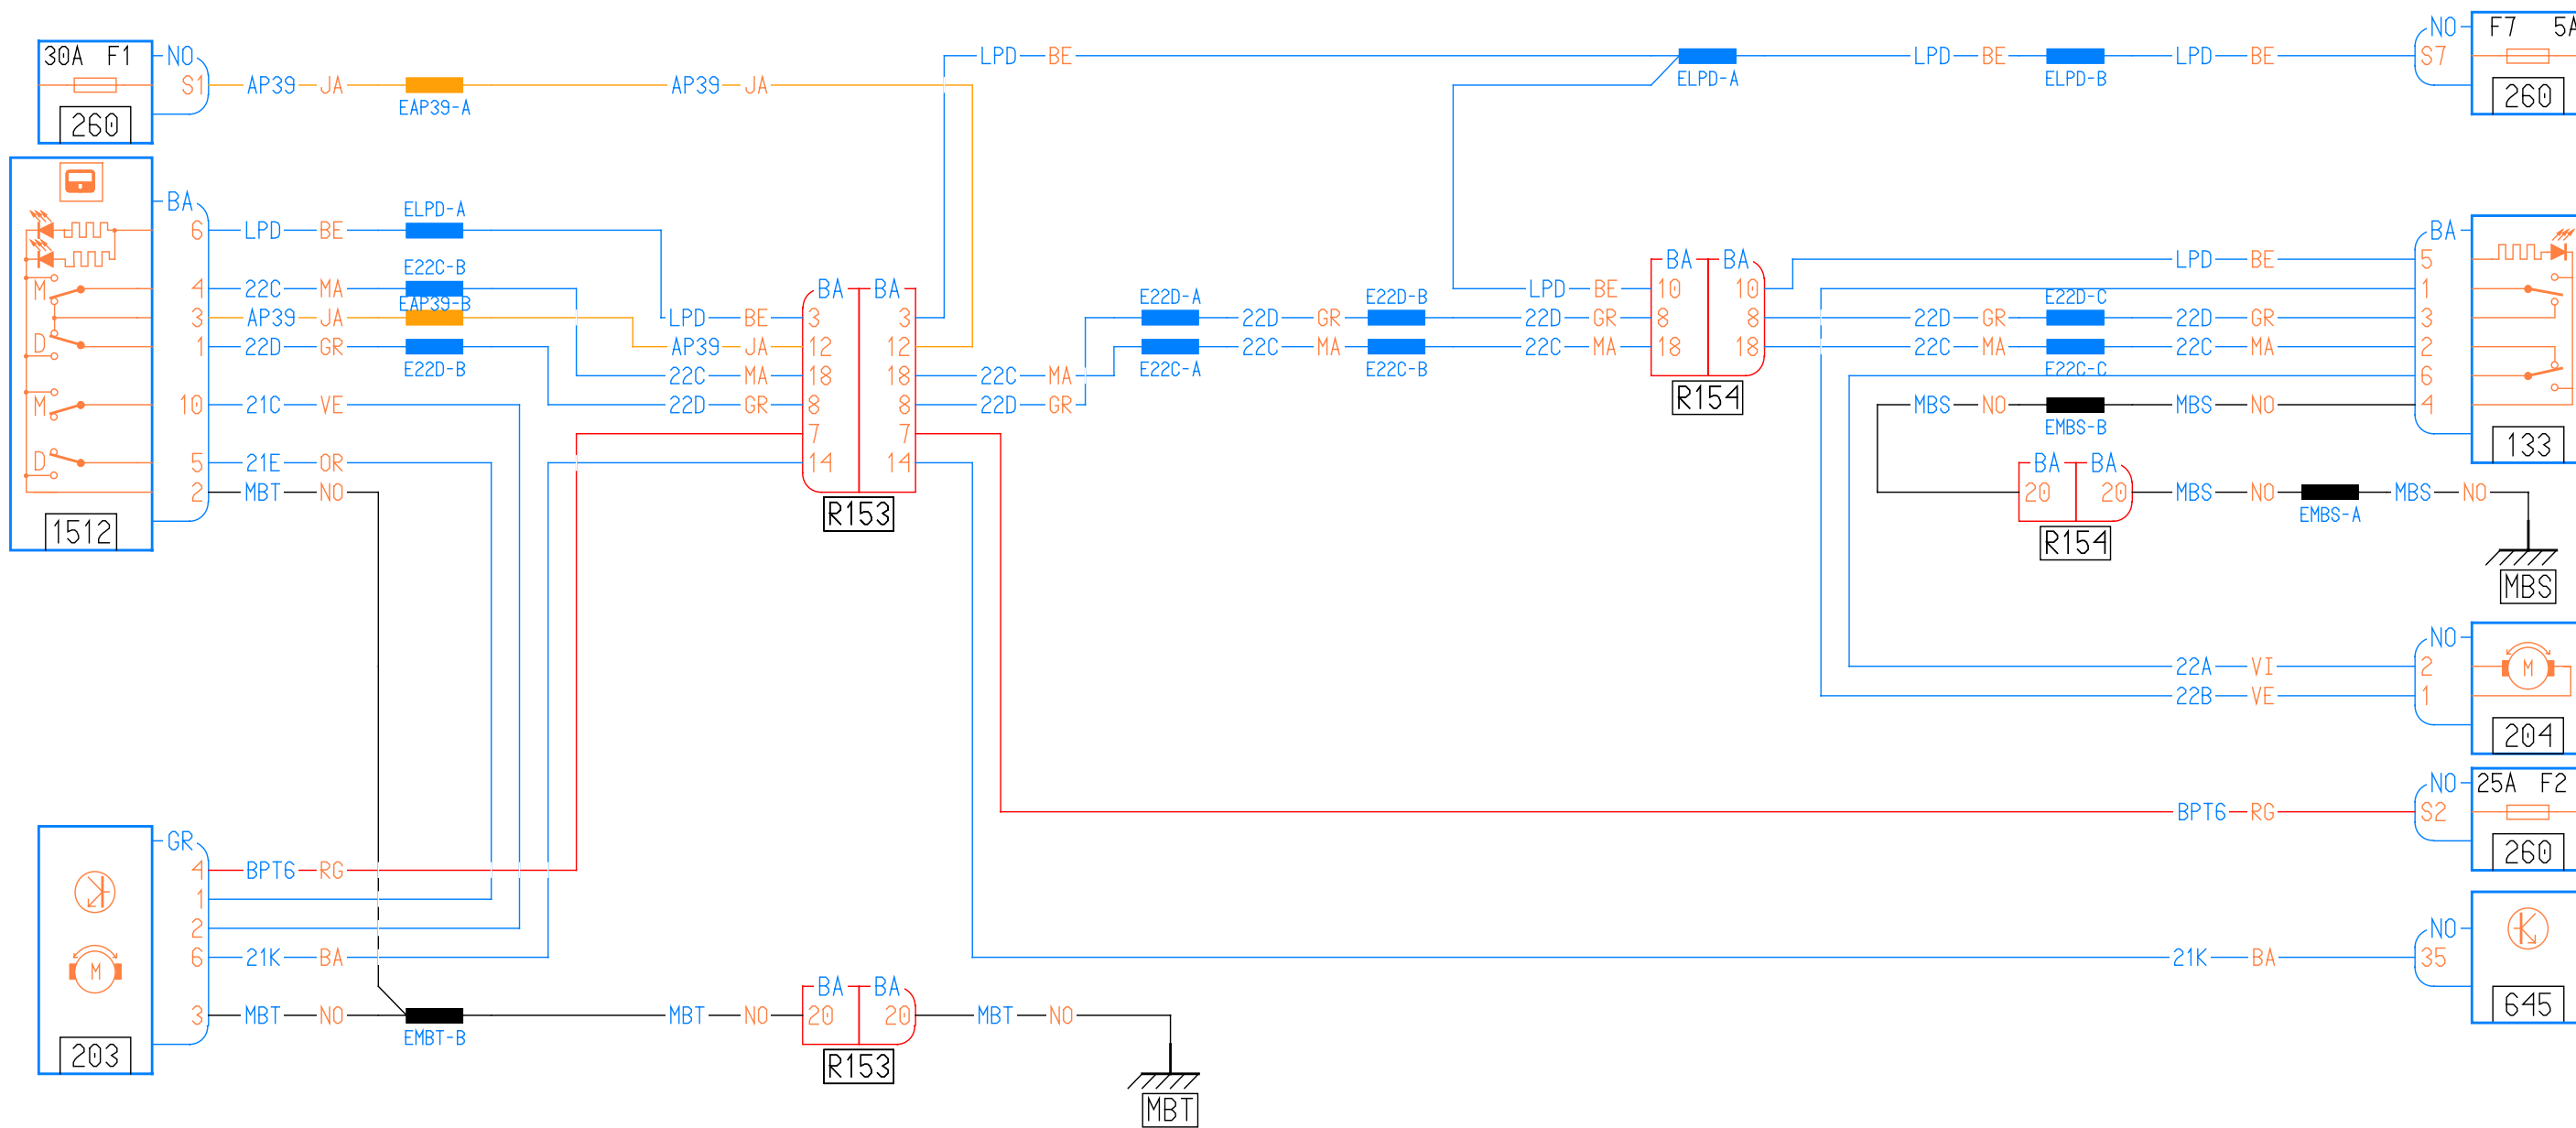 30A F1
NO
S1 AP39 JA
EAP39-A
AP39 JA
260
BA
6 LPD BE
ELPD-A
4 22C MA
E22C-B
EAP39-B
3 AP39 JA
1 22D GR
E22D-B
10 21C VE
5 21E OR
2 MBT NO
M
D
M
D
1512
GR
4 BPT6 RG
1
2
6 21K BA
3 MBT NO
EMBT-B
M
203
BA BA
LPD BE 3 3
AP39 JA 12 12
22C MA 18 18 22C MA
22D GR 8 8 22D GR
7 7
14 14
R153
MBT NO
BA BA
20 20
MBT NO
R153
MBT
LPD BE
ELPD-A
LPD BE
ELPD-B
LPD BE
E22D-A
22D GR
E22D-B
22D GR
E22C-A
22C MA
E22C-B
22C MA
BA BA
LPD BE 10 10
8 8
18 18
R154
LPD BE
22D GR
E22D-C
22D GR
22C MA
E22C-C
22C MA
MBS NO
EMBS-B
MBS NO
BA BA
20 20
R154
MBS NO
EMBS-A
MBS NO
MBS
22A VI
22B VE
BPT6 RG
21K BA
NO
S7
F7 5A
260
BA
5
1
3
2
6
4
133
NO
2
1
M
204
NO
S2
25A F2
260
NO
35
645